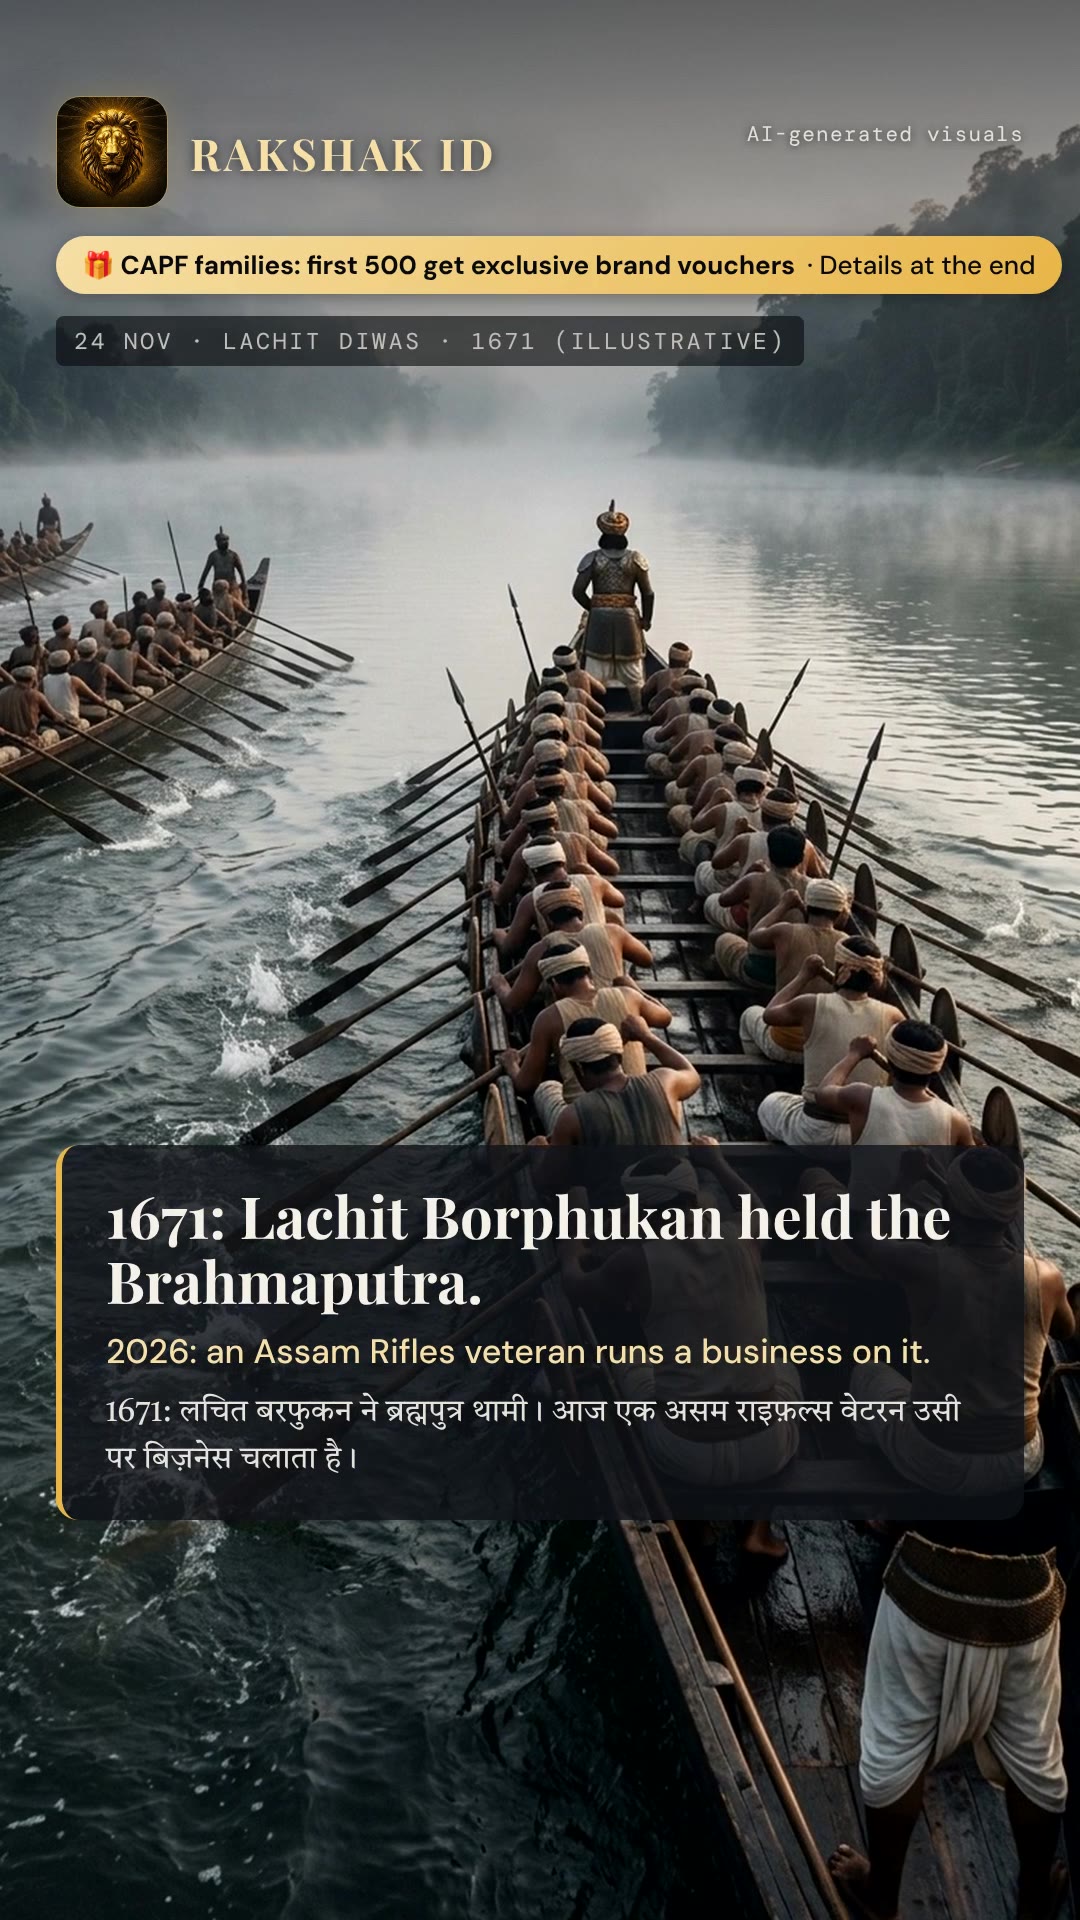 RAKSHAK ID
AI-generated visuals
🎁 CAPF families: first 500 get exclusive brand vouchers · Details at the end
24 NOV · LACHIT DIWAS · 1671 (ILLUSTRATIVE)
1671: Lachit Borphukan held the
Brahmaputra.
2026: an Assam Rifles veteran runs a business on it.
1671: लचित बरफुकन ने ब्रह्मपुत्र थामी। आज एक असम राइफ़ल्स वेटरन उसी
पर बिज़नेस चलाता है।